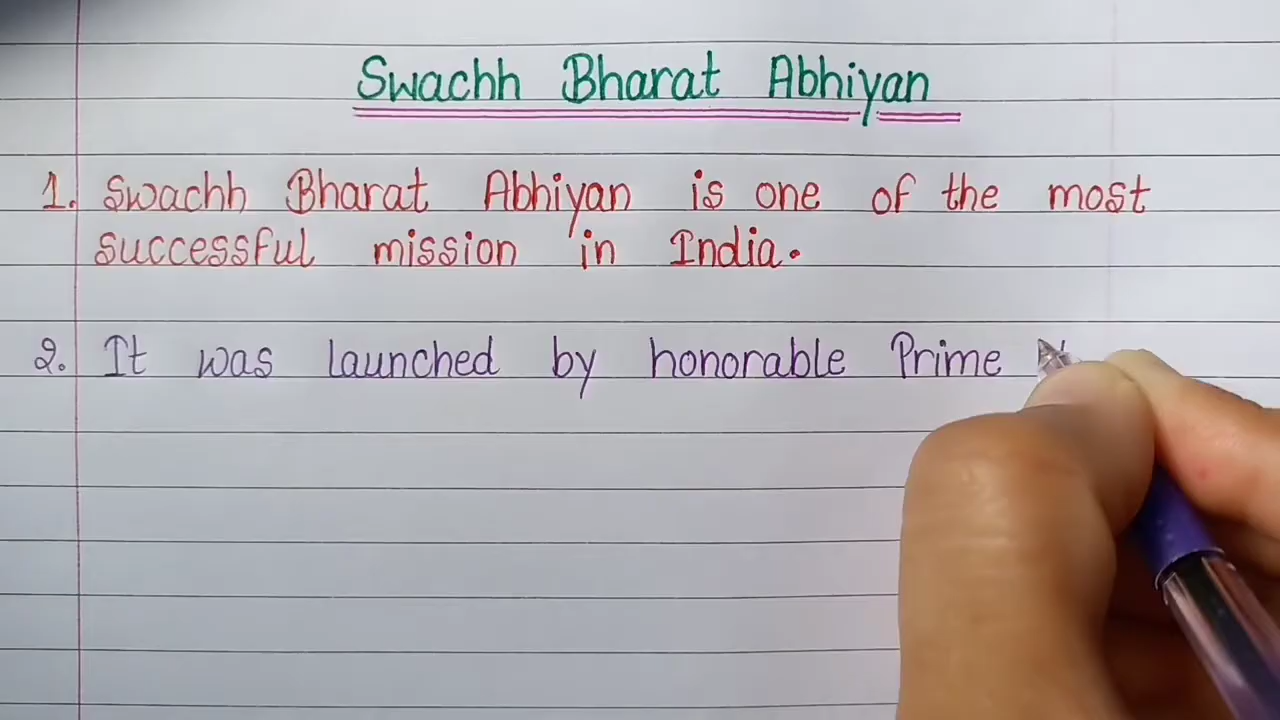 Swachh Bharat Abhiyan
1. Swachh Bharat Abhiyan is one of the most
successful mission in India.
2. It was launched by honorable Prime